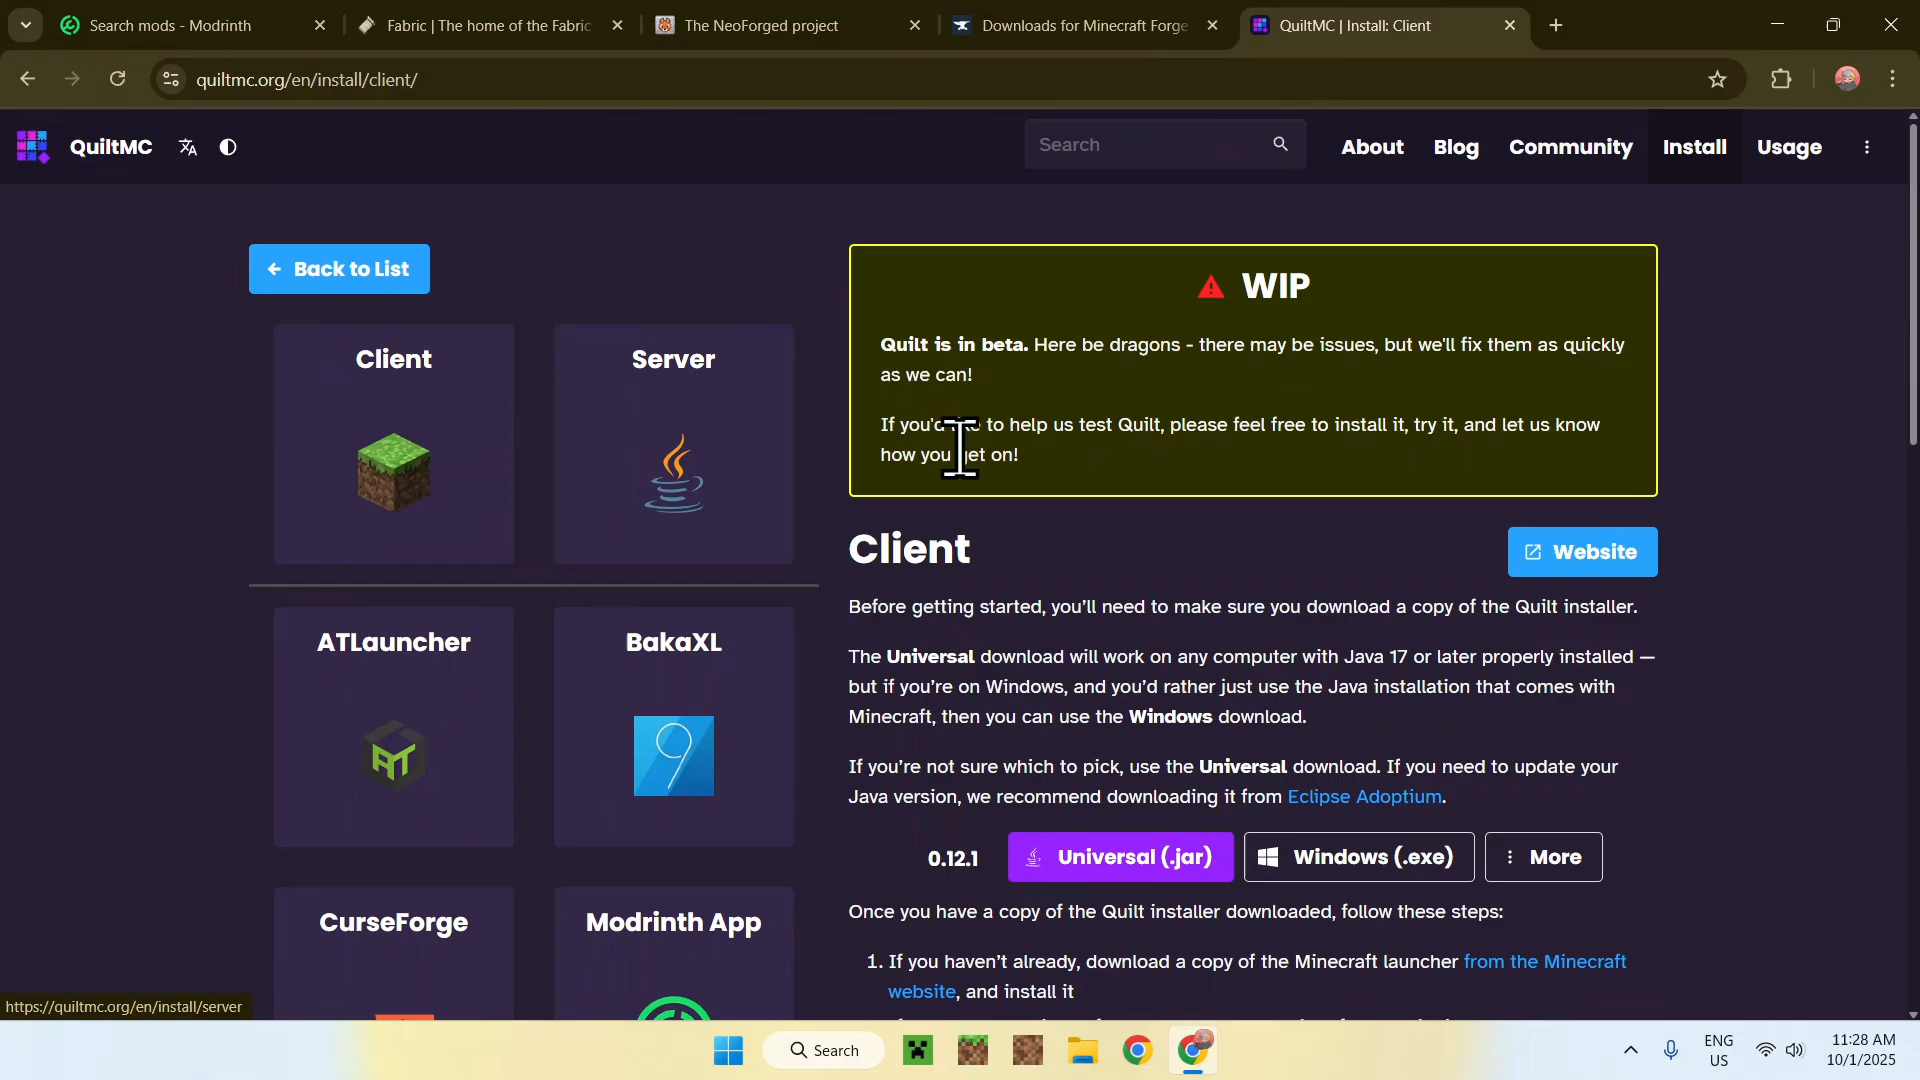 Search mods - Modrinth
Fabric | The home of the Fabric
The NeoForged project
Downloads for Minecraft Forge
QuiltMC | Install: Client
quiltmc.org/en/install/client/
QuiltMC
Search
About
Blog
Community
Install
Usage
Back to List
Client
Server
ATLauncher
BakaXL
CurseForge
Modrinth App
WIP
Quilt is in beta. Here be dragons - there may be issues, but we'll fix them as quickly
as we can!
If you'd like to help us test Quilt, please feel free to install it, try it, and let us know
how you get on!
Client
Website
Before getting started, you’ll need to make sure you download a copy of the Quilt installer.
The Universal download will work on any computer with Java 17 or later properly installed —
but if you’re on Windows, and you’d rather just use the Java installation that comes with
Minecraft, then you can use the Windows download.
If you’re not sure which to pick, use the Universal download. If you need to update your
Java version, we recommend downloading it from Eclipse Adoptium.
0.12.1
Universal (.jar)
Windows (.exe)
More
Once you have a copy of the Quilt installer downloaded, follow these steps:
1. If you haven’t already, download a copy of the Minecraft launcher from the Minecraft
website, and install it
https://quiltmc.org/en/install/server
Search
ENG
US
11:28 AM
10/1/2025